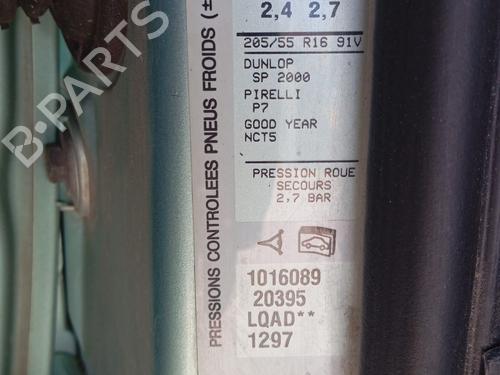 PRESSIONS CONTROLEES PNEUS FROIDS (±
2,4 2,7
205/55 R16 91V
DUNLOP
SP 2000
PIRELLI
P7
GOOD YEAR
NCT5
PRESSION ROUE
SECOURS
2,7 BAR
1016089
20395
LQAD**
1297
B-PARTS